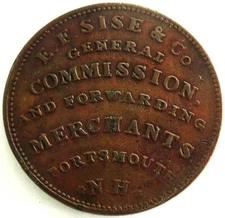 E. F. SISE & Co.
GENERAL
COMMISSION,
AND FORWARDING
MERCHANTS
PORTSMOUTH
N.H.